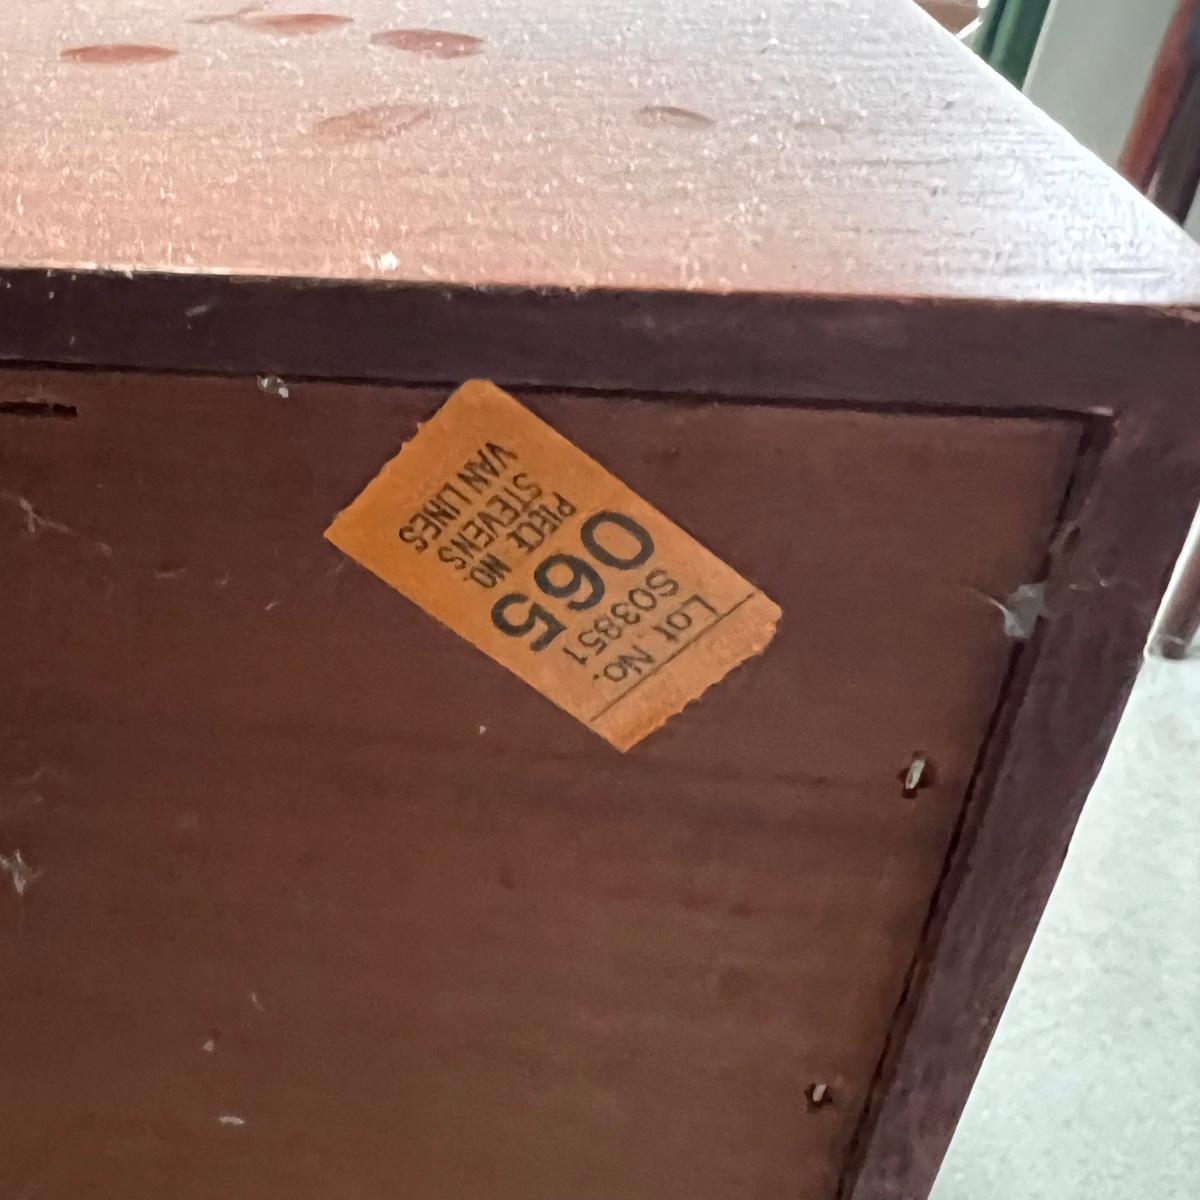 Lot No.
S03851
065
PIECE NO.
STEVENS
VAN LINES